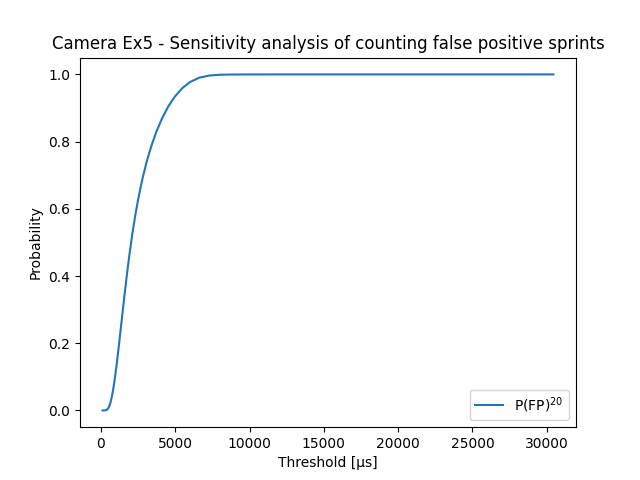 Camera Ex5 - Sensitivity analysis of counting false positive sprints
1.0
0.8
0.6
0.4
0.2
0.0
Probability
0 5000 10000 15000 20000 25000 30000
Threshold [µs]
P(FP)²⁰